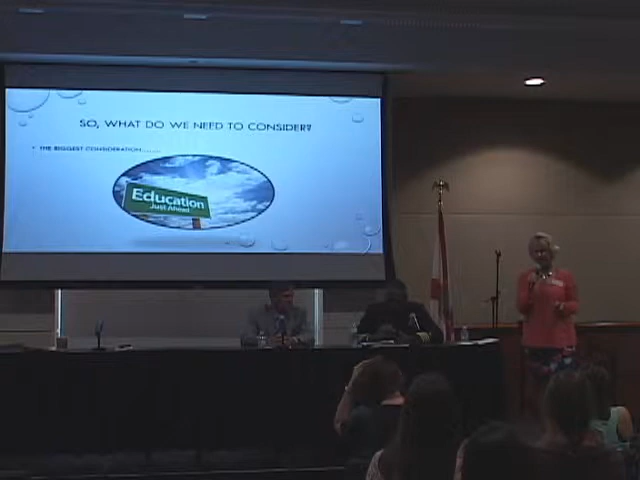 SO, WHAT DO WE NEED TO CONSIDER?
• THE BIGGEST CONSIDERATION.......
Education
Just Ahead